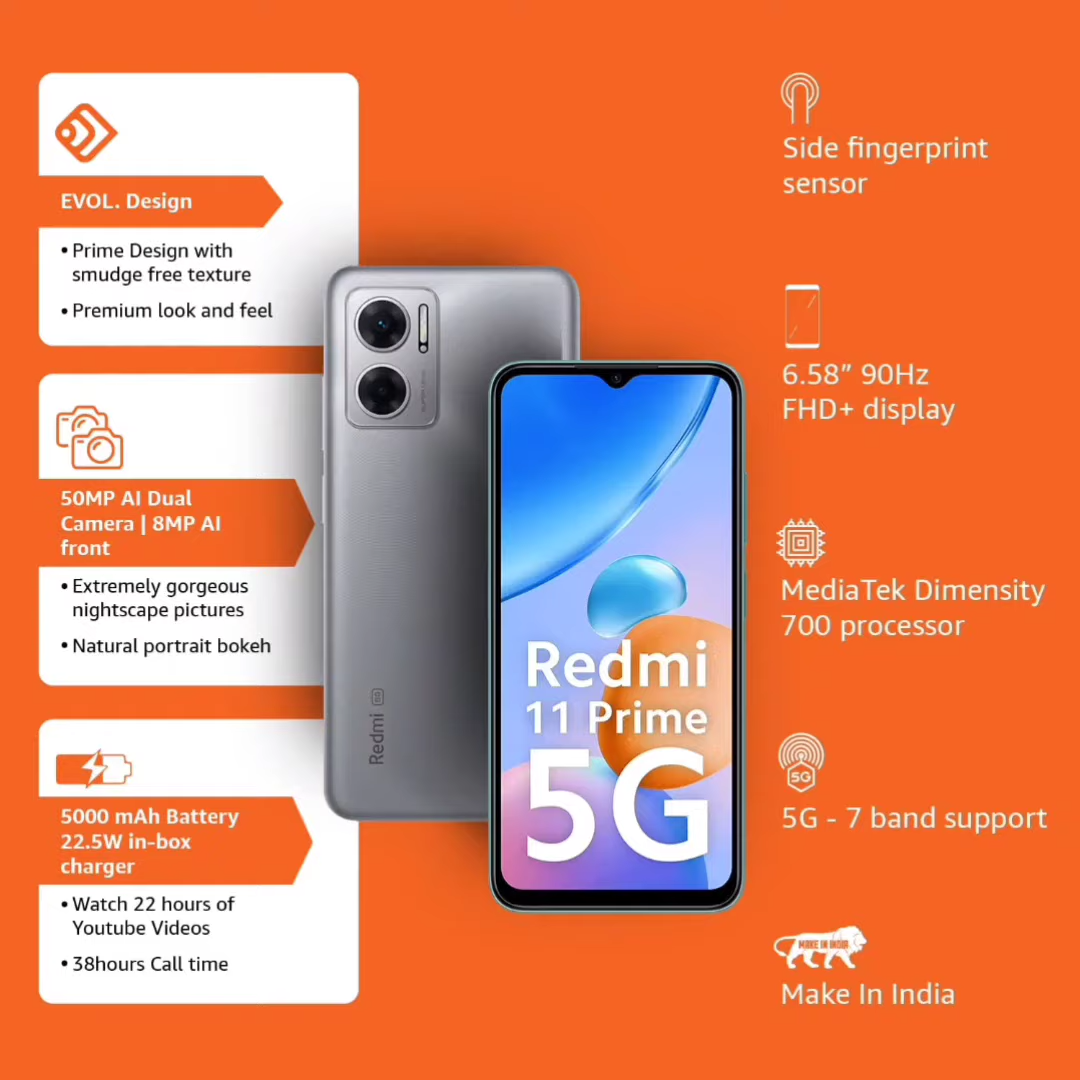 EVOL. Design
• Prime Design with
smudge free texture
• Premium look and feel
50MP AI Dual
Camera | 8MP AI
front
• Extremely gorgeous
nightscape pictures
• Natural portrait bokeh
5000 mAh Battery
22.5W in-box
charger
• Watch 22 hours of
Youtube Videos
• 38hours Call time
Redmi 5G
Redmi
11 Prime
5G
Side fingerprint
sensor
6.58” 90Hz
FHD+ display
MediaTek Dimensity
700 processor
5G
5G - 7 band support
MAKE IN INDIA
Make In India